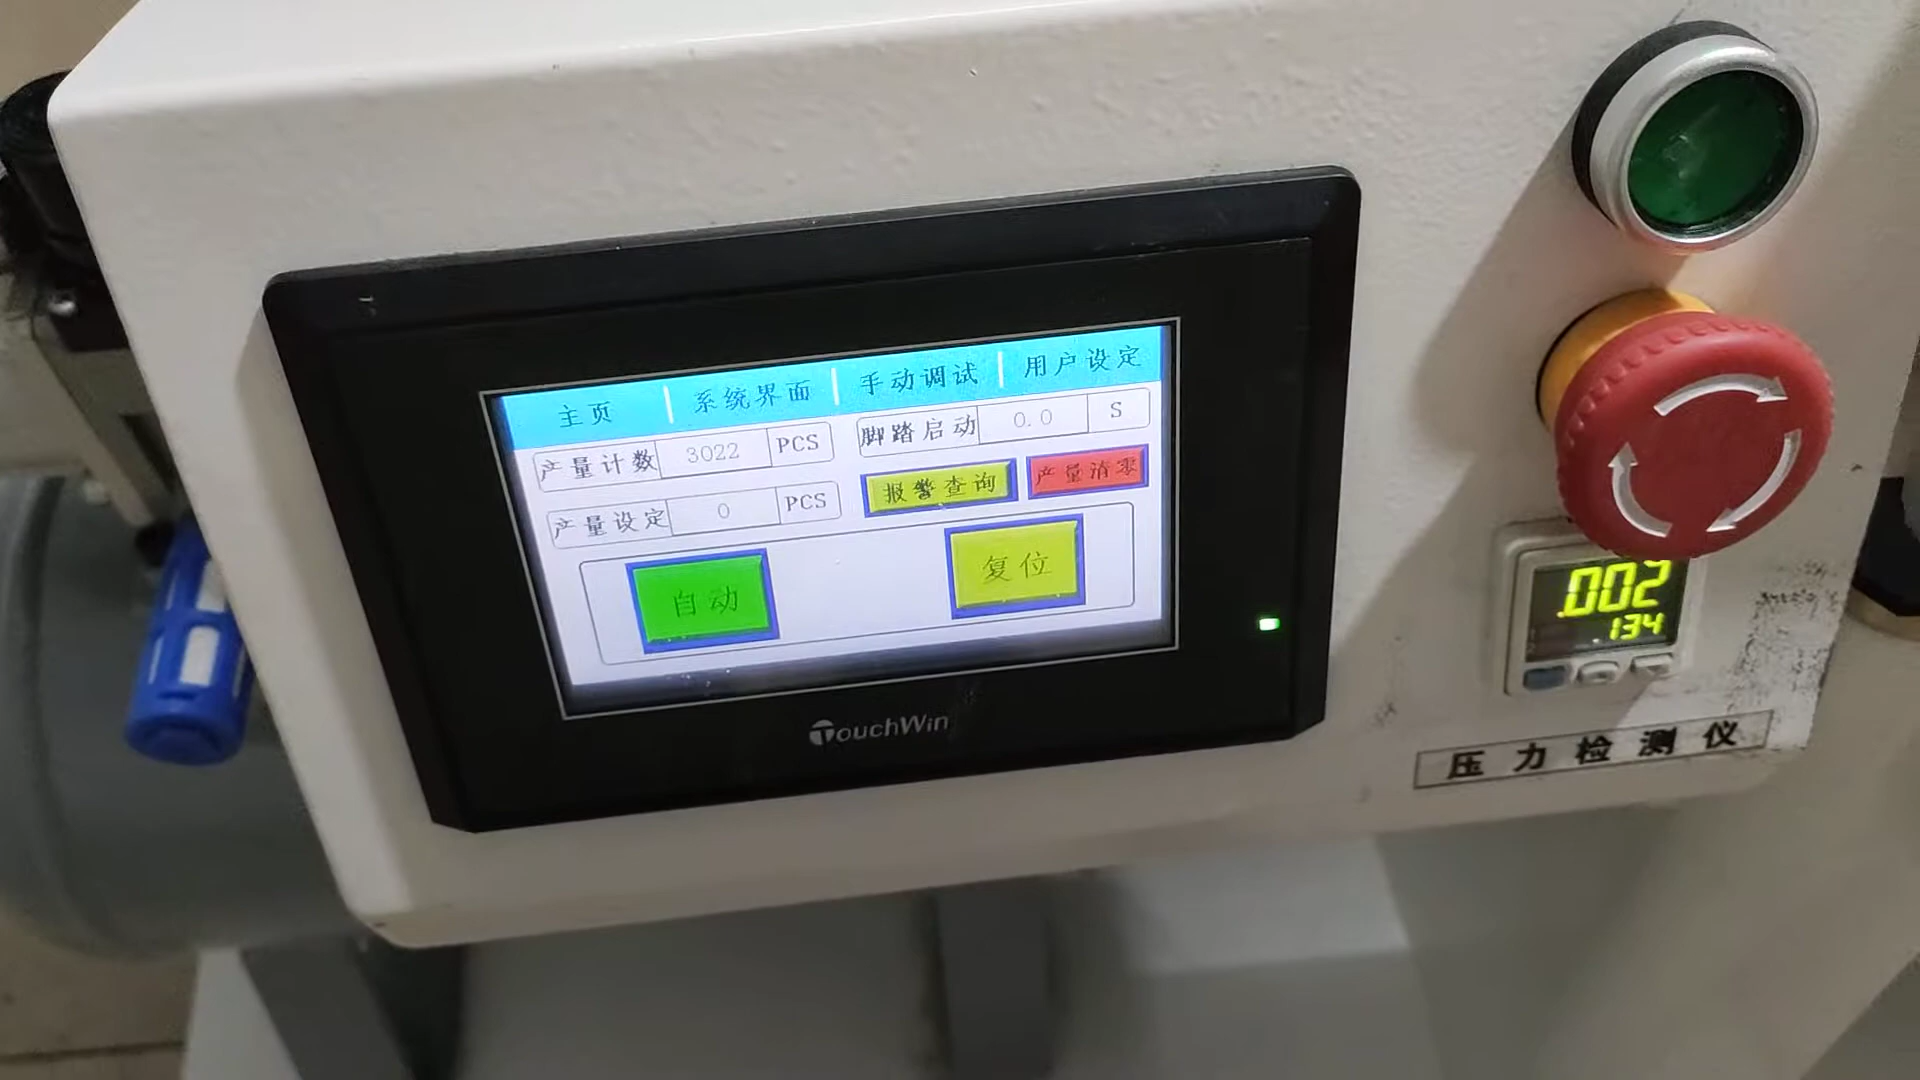 主页 系统界面 手动调试 用户设定
产量计数 3022 PCS 脚踏启动 0.0 S
报警查询 产量清零
产量设定 0 PCS
自动 复位
TouchWin
.002
134
压力检测仪